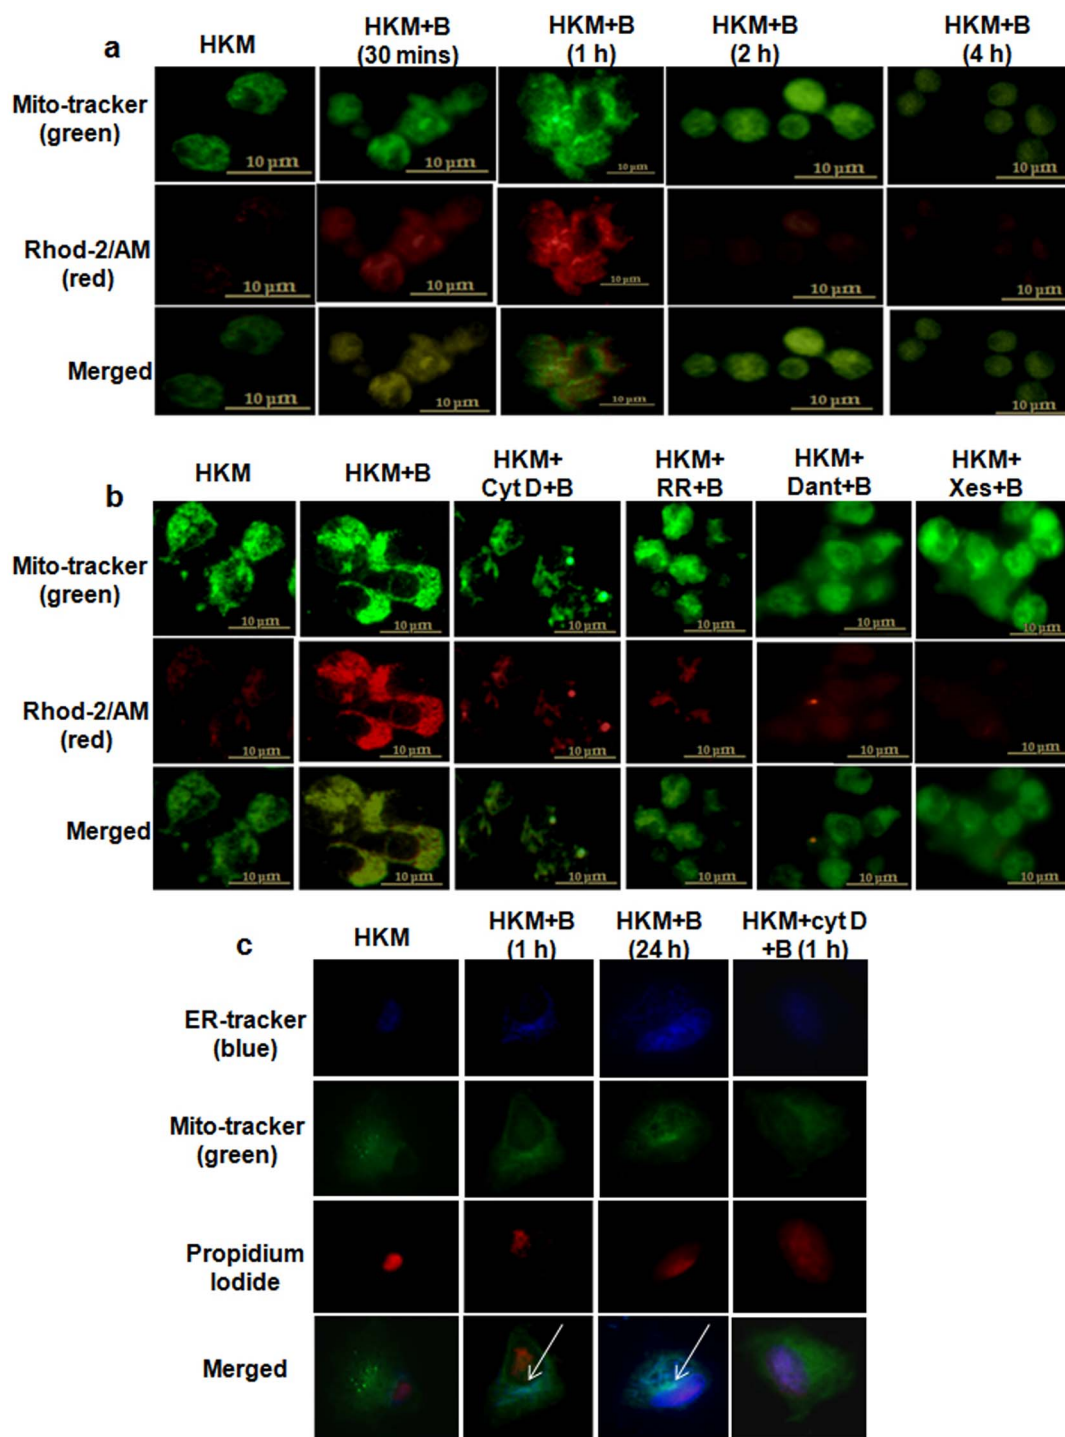 a
HKM
HKM+B
(30 mins)
HKM+B
(1 h)
HKM+B
(2 h)
HKM+B
(4 h)
Mito-tracker
(green)
10 µm 10 µm 10 µm 10 µm 10 µm
Rhod-2/AM
(red)
10 µm 10 µm 10 µm 10 µm 10 µm
Merged
10 µm 10 µm 10 µm 10 µm 10 µm
b
HKM
HKM+B
HKM+
Cyt D+B
HKM+
RR+B
HKM+
Dant+B
HKM+
Xes+B
Mito-tracker
(green)
10 µm 10 µm 10 µm 10 µm 10 µm 10 µm
Rhod-2/AM
(red)
10 µm 10 µm 10 µm 10 µm 10 µm 10 µm
Merged
10 µm 10 µm 10 µm 10 µm 10 µm 10 µm
c
HKM
HKM+B
(1 h)
HKM+B
(24 h)
HKM+cyt D
+B (1 h)
ER-tracker
(blue)
Mito-tracker
(green)
Propidium
Iodide
Merged